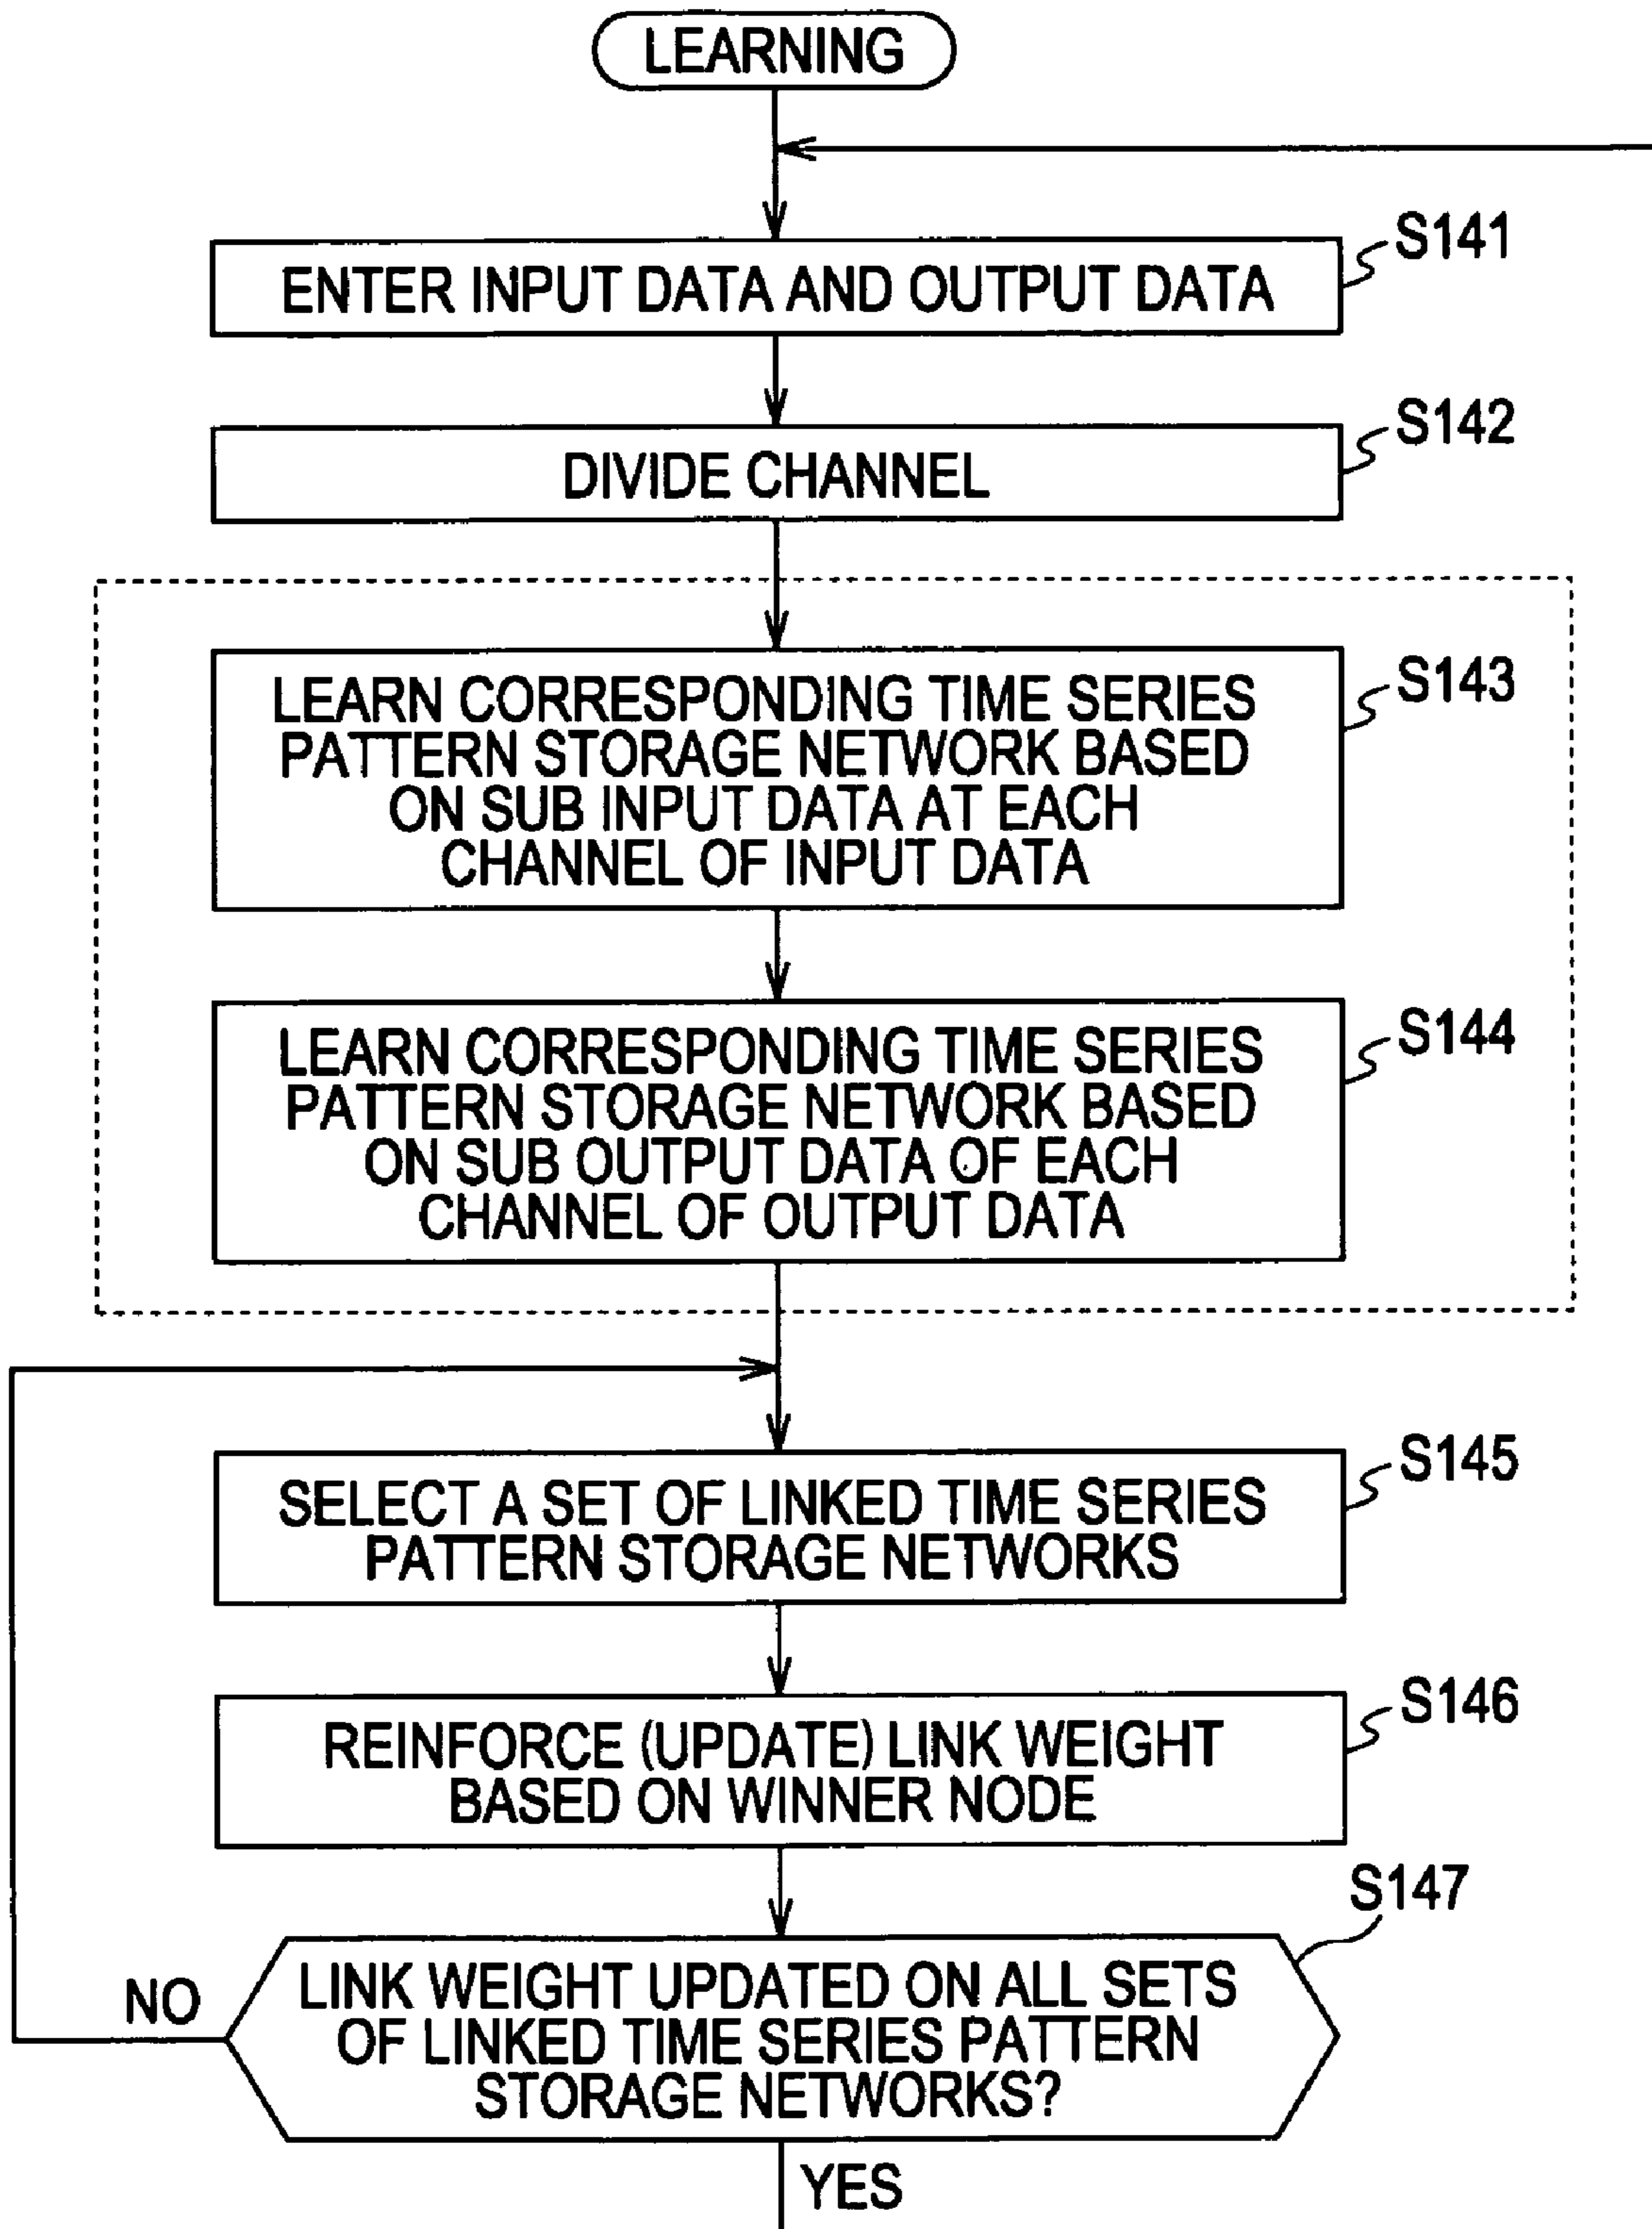 LEARNING
S141
ENTER INPUT DATA AND OUTPUT DATA
S142
DIVIDE CHANNEL
S143
LEARN CORRESPONDING TIME SERIES
PATTERN STORAGE NETWORK BASED
ON SUB INPUT DATA AT EACH
CHANNEL OF INPUT DATA
S144
LEARN CORRESPONDING TIME SERIES
PATTERN STORAGE NETWORK BASED
ON SUB OUTPUT DATA OF EACH
CHANNEL OF OUTPUT DATA
S145
SELECT A SET OF LINKED TIME SERIES
PATTERN STORAGE NETWORKS
S146
REINFORCE (UPDATE) LINK WEIGHT
BASED ON WINNER NODE
S147
NO
LINK WEIGHT UPDATED ON ALL SETS
OF LINKED TIME SERIES PATTERN
STORAGE NETWORKS?
YES